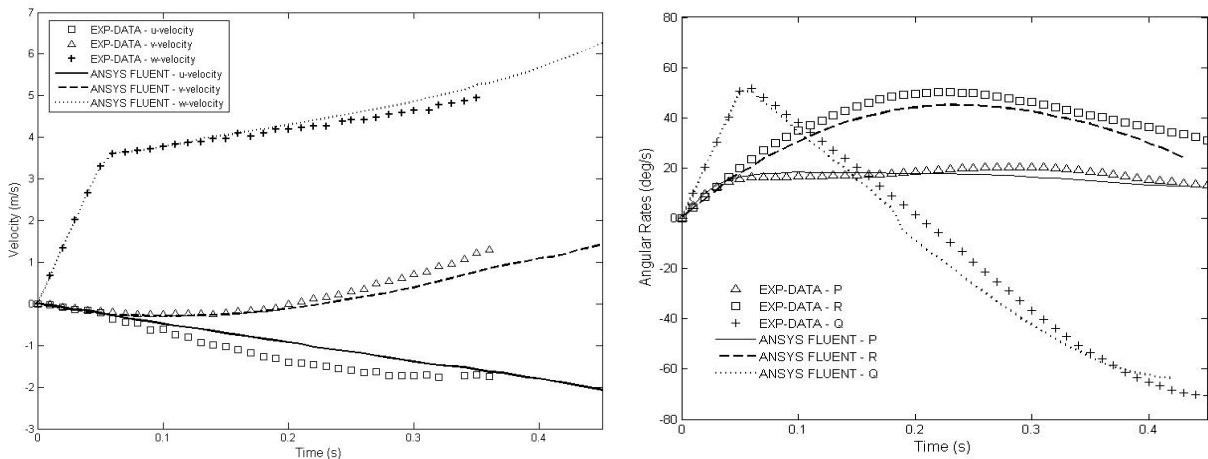 7
6
5
4
3
2
1
0
-1
-2
-3
Velocity (m/s)
EXP-DATA - u-velocity
EXP-DATA - v-velocity
EXP-DATA - w-velocity
ANSYS FLUENT - u-velocity
ANSYS FLUENT - v-velocity
ANSYS FLUENT - w-velocity
0
0.1
0.2
0.3
0.4
Time (s)
80
60
40
20
0
-20
-40
-60
-80
Angular Rates (deg/s)
EXP-DATA - P
EXP-DATA - R
EXP-DATA - Q
ANSYS FLUENT - P
ANSYS FLUENT - R
ANSYS FLUENT - Q
0
0.1
0.2
0.3
0.4
Time (s)